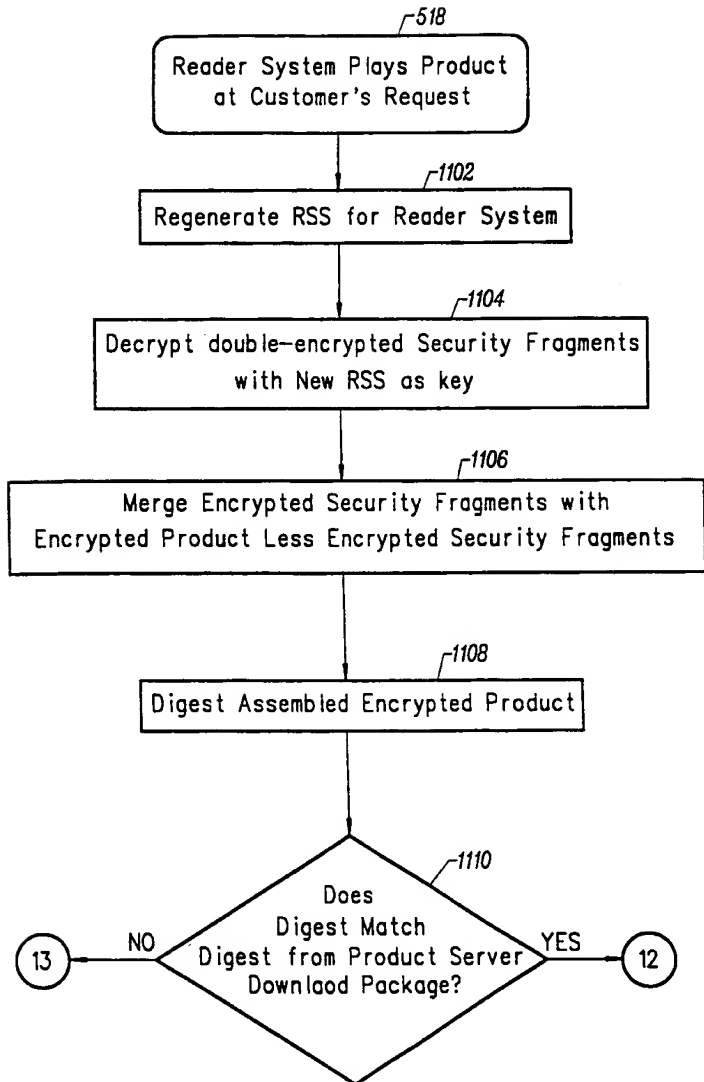 518
Reader System Plays Product
at Customer's Request
1102
Regenerate RSS for Reader System
1104
Decrypt double-encrypted Security Fragments
with New RSS as key
1106
Merge Encrypted Security Fragments with
Encrypted Product Less Encrypted Security Fragments
1108
Digest Assembled Encrypted Product
1110
Does
Digest Match
Digest from Product Server
Downlaod Package?
NO
YES
13
12